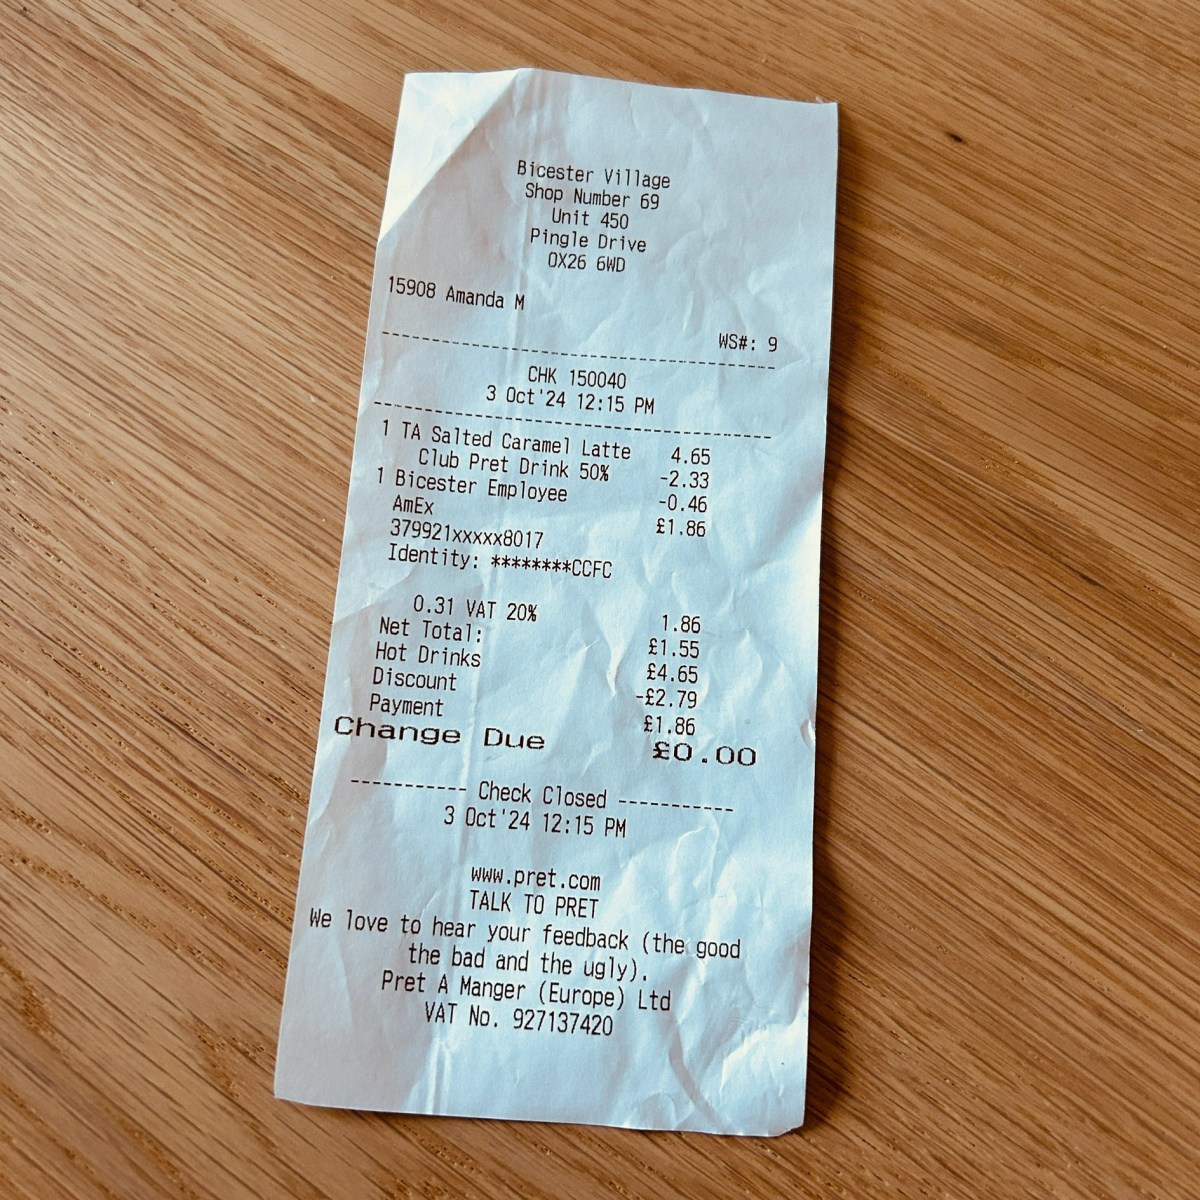 Bicester Village
Shop Number 69
Unit 450
Pingle Drive
OX26 6WD
15908 Amanda M
WS#: 9
CHK 150040
3 Oct'24 12:15 PM
1 TA Salted Caramel Latte 4.65
Club Pret Drink 50% -2.33
1 Bicester Employee -0.46
AmEx £1.86
379921xxxxx8017
Identity: ********CCFC
0.31 VAT 20% 1.86
Net Total: £1.55
Hot Drinks £4.65
Discount -£2.79
Payment £1.86
Change Due £0.00
----------- Check Closed -----------
3 Oct'24 12:15 PM
www.pret.com
TALK TO PRET
We love to hear your feedback (the good
the bad and the ugly).
Pret A Manger (Europe) Ltd
VAT No. 927137420